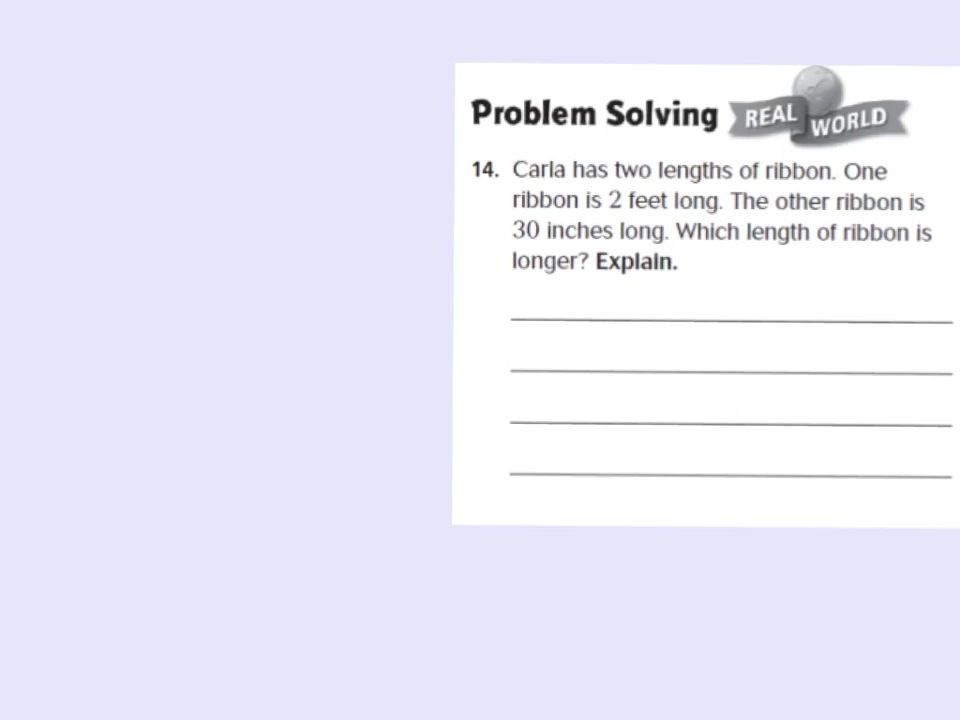 Problem Solving REAL WORLD
14. Carla has two lengths of ribbon. One
ribbon is 2 feet long. The other ribbon is
30 inches long. Which length of ribbon is
longer? Explain.